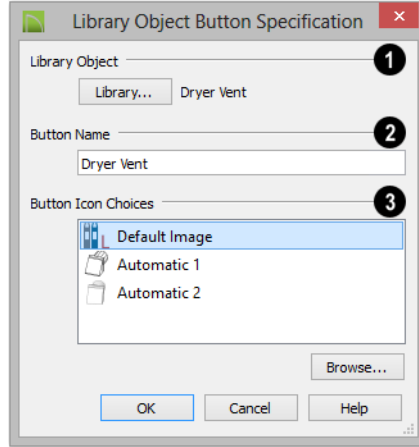 Library Object Button Specification
Library Object 1
Library... Dryer Vent
Button Name 2
Dryer Vent
Button Icon Choices 3
L Default Image
Automatic 1
Automatic 2
Browse...
OK Cancel Help